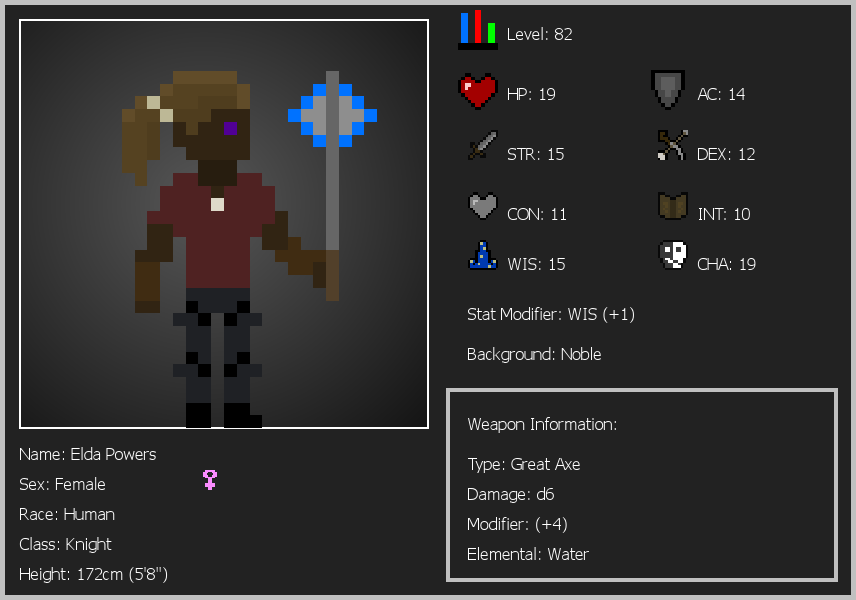 Level: 82
HP: 19
AC: 14
STR: 15
DEX: 12
CON: 11
INT: 10
WIS: 15
CHA: 19
Stat Modifier: WIS (+1)
Background: Noble
Weapon Information:
Type: Great Axe
Damage: d6
Modifier: (+4)
Elemental: Water
Name: Elda Powers
Sex: Female
Race: Human
Class: Knight
Height: 172cm (5'8")